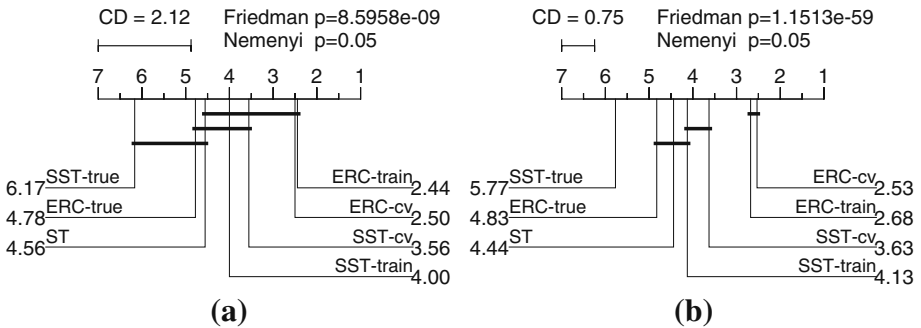 CD = 2.12 Friedman p=8.5958e-09
Nemenyi p=0.05
7 6 5 4 3 2 1
6.17 SST-true ERC-train 2.44
4.78 ERC-true ERC-cv 2.50
4.56 ST SST-cv 3.56
SST-train 4.00
(a)
CD = 0.75 Friedman p=1.1513e-59
Nemenyi p=0.05
7 6 5 4 3 2 1
5.77 SST-true ERC-cv 2.53
4.83 ERC-true ERC-train 2.68
4.44 ST SST-cv 3.63
SST-train 4.13
(b)